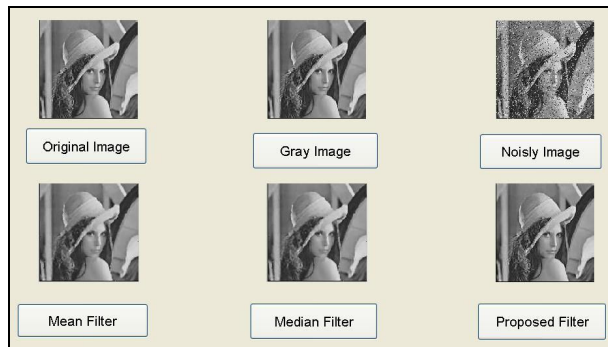 Original Image
Gray Image
Noisly Image
Mean Filter
Median Filter
Proposed Filter